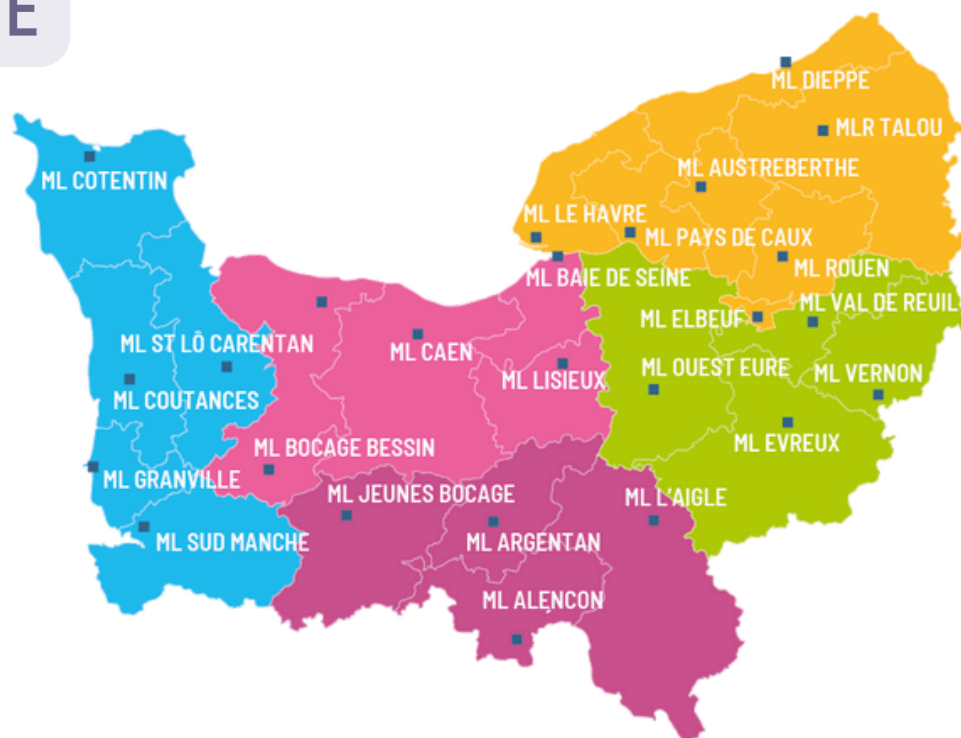 E
ML DIEPPE
MLR TALOU
ML AUSTREBERTHE
ML COTENTIN
ML LE HAVRE
ML PAYS DE CAUX
ML ROUEN
ML BAIE DE SEINE
ML VAL DE REUIL
ML ELBEUF
ML ST LÔ CARENTAN
ML CAEN
ML OUEST EURE
ML VERNON
ML LISIEUX
ML COUTANCES
ML EVREUX
ML BOCAGE BESSIN
ML GRANVILLE
ML JEUNES BOCAGE
ML L'AIGLE
ML SUD MANCHE
ML ARGENTAN
ML ALENÇON